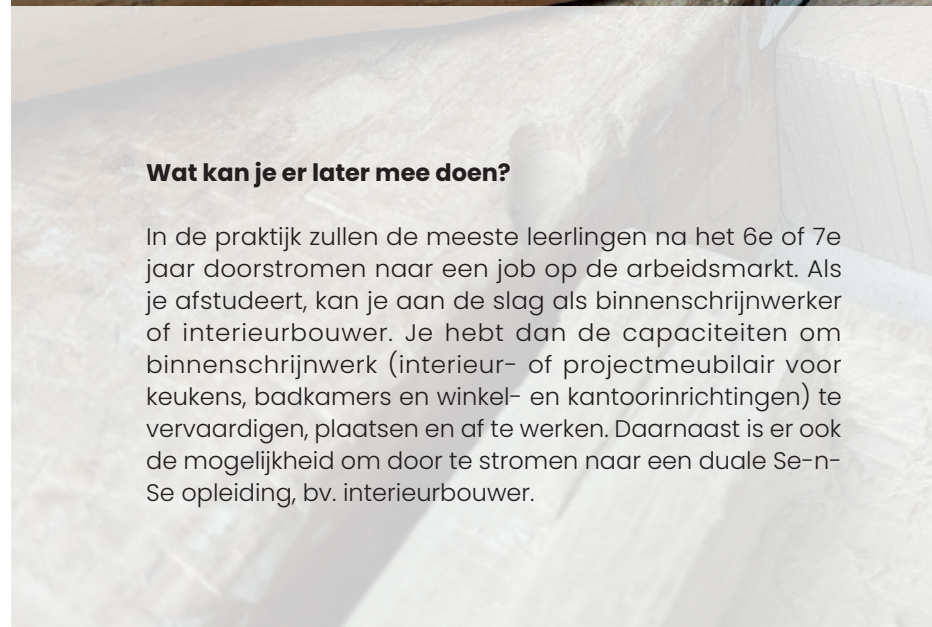 Wat kan je er later mee doen?
In de praktijk zullen de meeste leerlingen na het 6e of 7e
jaar doorstromen naar een job op de arbeidsmarkt. Als
je afstudeert, kan je aan de slag als binnenschrijnwerker
of interieurbouwer. Je hebt dan de capaciteiten om
binnenschrijnwerk (interieur- of projectmeubilair voor
keukens, badkamers en winkel- en kantoorinrichtingen) te
vervaardigen, plaatsen en af te werken. Daarnaast is er ook
de mogelijkheid om door te stromen naar een duale Se-n-
Se opleiding, bv. interieurbouwer.